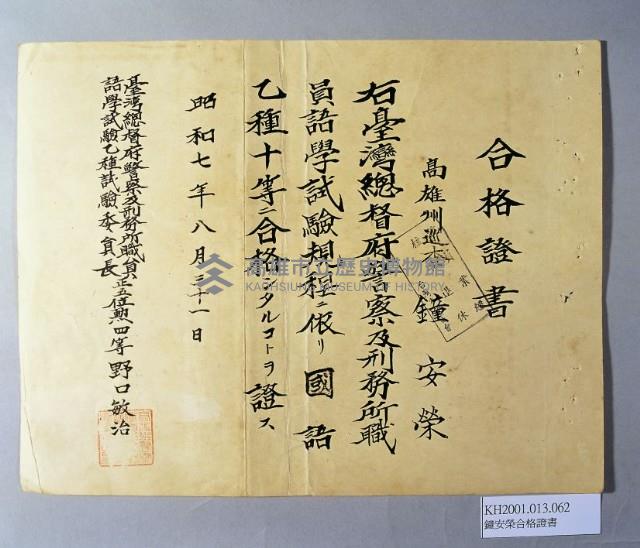 合格證書
高雄州巡查
鐘安榮
右臺灣總督府警察及刑務所職
員語學試驗規程ニ依リ國語
乙種十等ニ合格シタルコトヲ證ス
昭和七年八月三十一日
臺灣總督府警察及刑務所職員
語學試驗乙種試驗委員長
正五位勲四等 野口敏治
高雄市立歷史博物館
KAOHSIUNG MUSEUM OF HISTORY
KH2001.013.062
鐘安榮合格證書